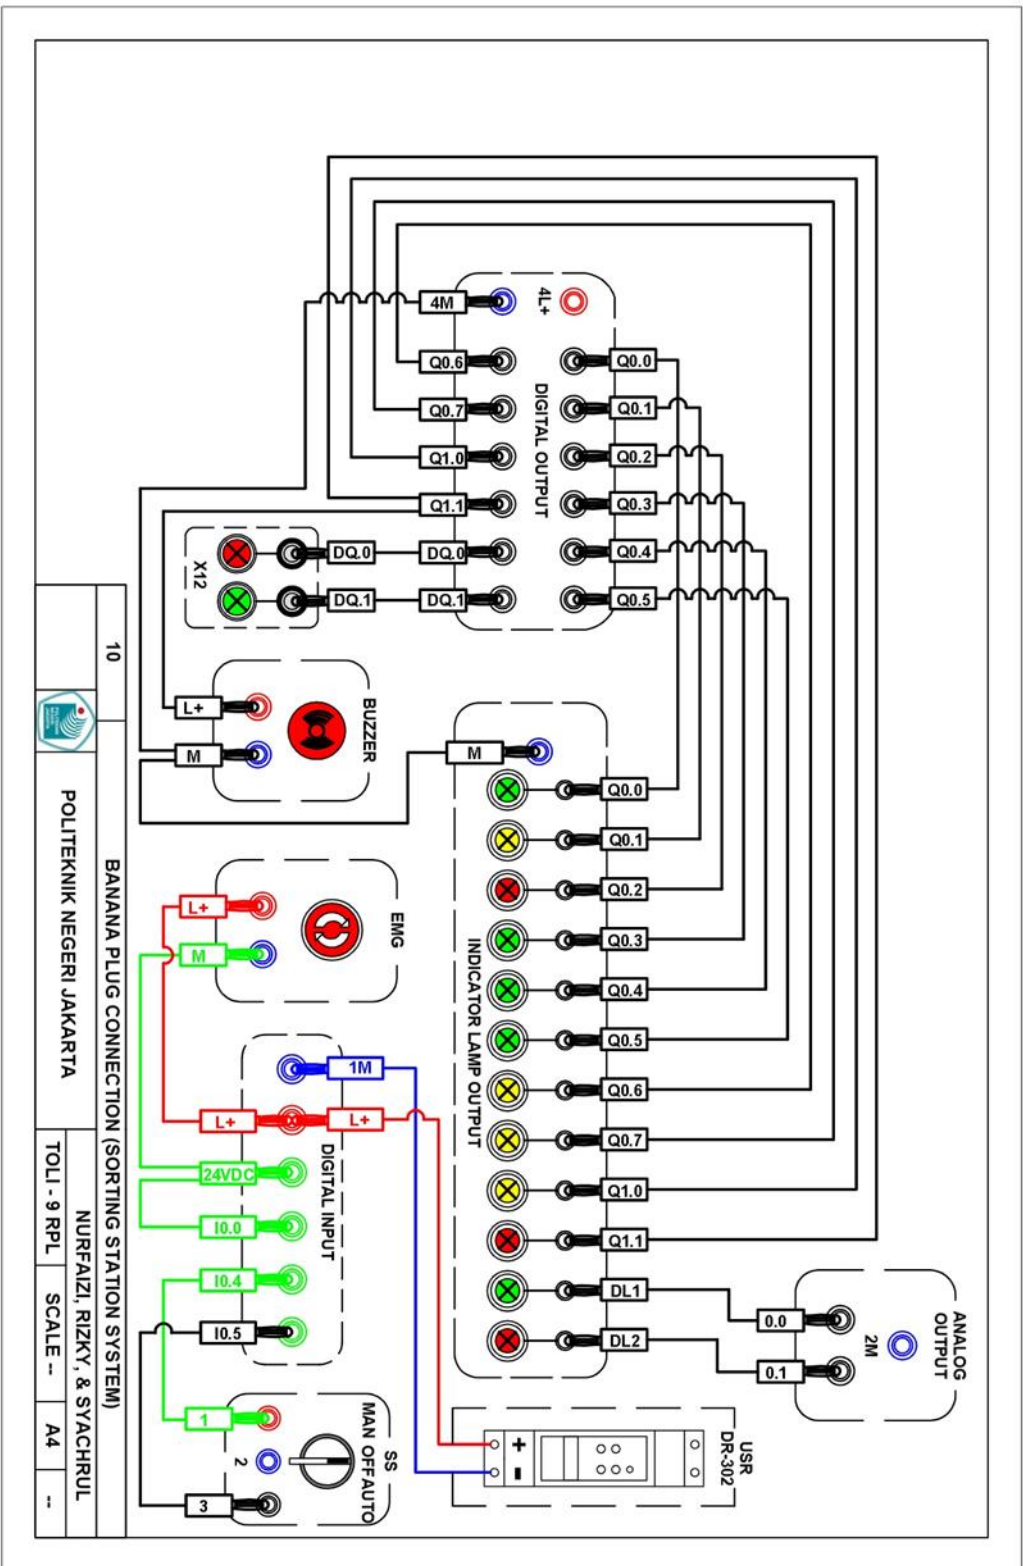 4L+
4M
Q0.6
Q0.7
Q1.0
Q1.1
DQ.0
DQ.1
DIGITAL OUTPUT
Q0.0
Q0.1
Q0.2
Q0.3
Q0.4
Q0.5
X12
DQ.0
DQ.1
BUZZER
L+
M
M
INDICATOR LAMP OUTPUT
Q0.0
Q0.1
Q0.2
Q0.3
Q0.4
Q0.5
Q0.6
Q0.7
Q1.0
Q1.1
DL1
DL2
EMG
L+
M
DIGITAL INPUT
1M
L+
L+
24VDC
I0.0
I0.4
I0.5
ANALOG
OUTPUT
2M
0.0
0.1
USR
DR-302
+
-
SS
MAN OFF AUTO
1
2
3
10
BANANA PLUG CONNECTION (SORTING STATION SYSTEM)
POLITEKNIK NEGERI JAKARTA
NURFAIZI, RIZKY, & SYACHRUL
TOLI - 9 RPL
SCALE --
A4
--